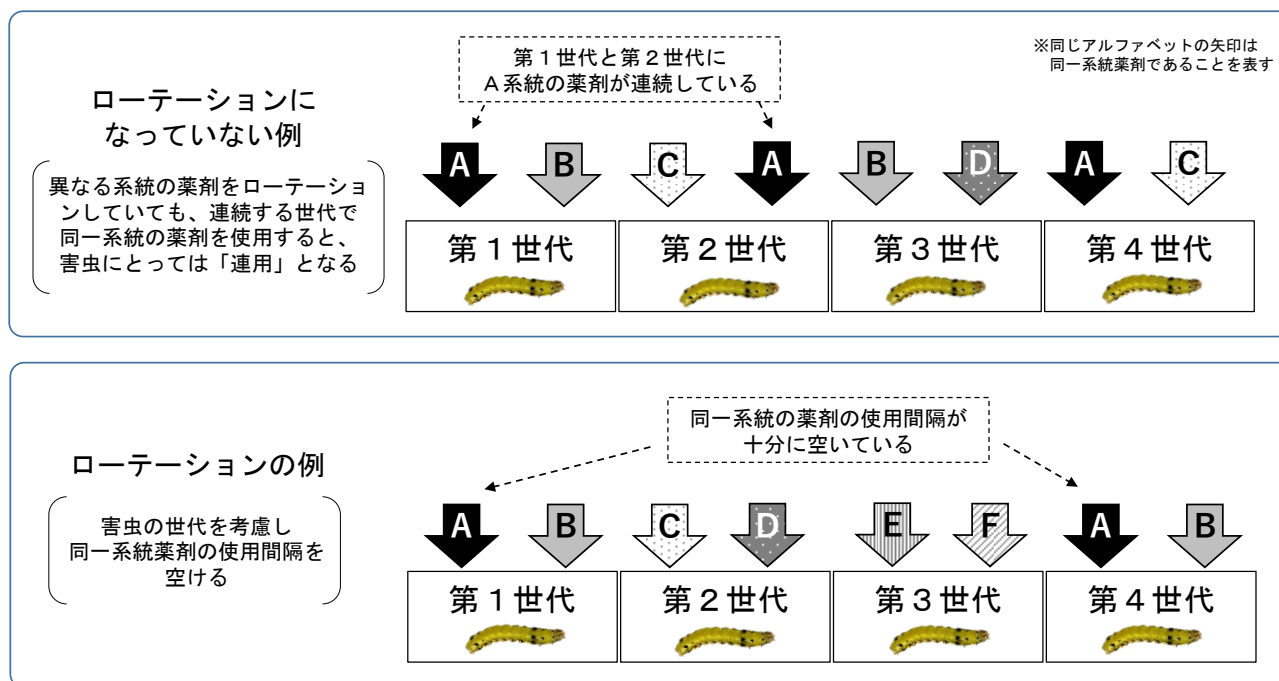 第１世代と第２世代に
Ａ系統の薬剤が連続している
※同じアルファベットの矢印は
同一系統薬剤であることを表す
ローテーションに
なっていない例
異なる系統の薬剤をローテーショ
ンしていても、連続する世代で
同一系統の薬剤を使用すると、
害虫にとっては「連用」となる
A B C A B D A C
第１世代 第２世代 第３世代 第４世代
同一系統の薬剤の使用間隔が
十分に空いている
ローテーションの例
害虫の世代を考慮し
同一系統薬剤の使用間隔を
空ける
A B C D E F A B
第１世代 第２世代 第３世代 第４世代